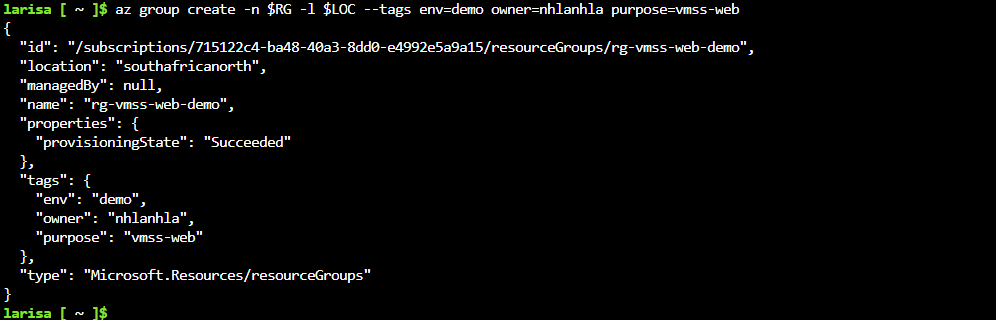 larisa [ ~ ]$ az group create -n $RG -l $LOC --tags env=demo owner=nhlanhla purpose=vmss-web
{
  "id": "/subscriptions/715122c4-ba48-40a3-8dd0-e4992e5a9a15/resourceGroups/rg-vmss-web-demo",
  "location": "southafricanorth",
  "managedBy": null,
  "name": "rg-vmss-web-demo",
  "properties": {
    "provisioningState": "Succeeded"
  },
  "tags": {
    "env": "demo",
    "owner": "nhlanhla",
    "purpose": "vmss-web"
  },
  "type": "Microsoft.Resources/resourceGroups"
}
larisa [ ~ ]$